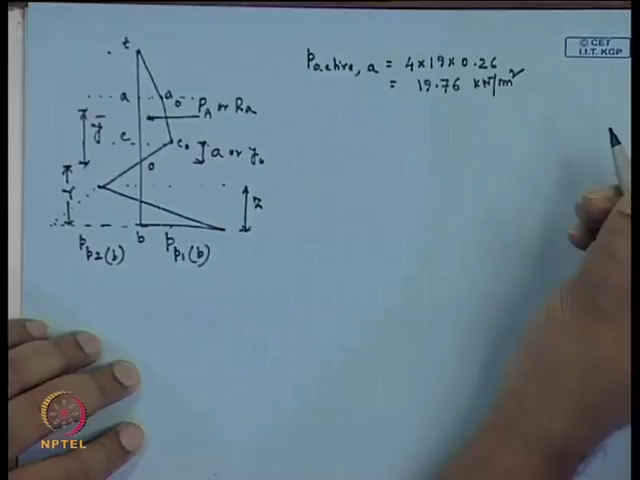 © CET
I.I.T. KGP
Pactive, a = 4 × 19 × 0.26
= 19.76 kN/m²
t
a a₀
PA or Ra
ȳ
c c₀
a or y₀
o
Y
Z
b
Pp2(b) Pp1(b)
NPTEL